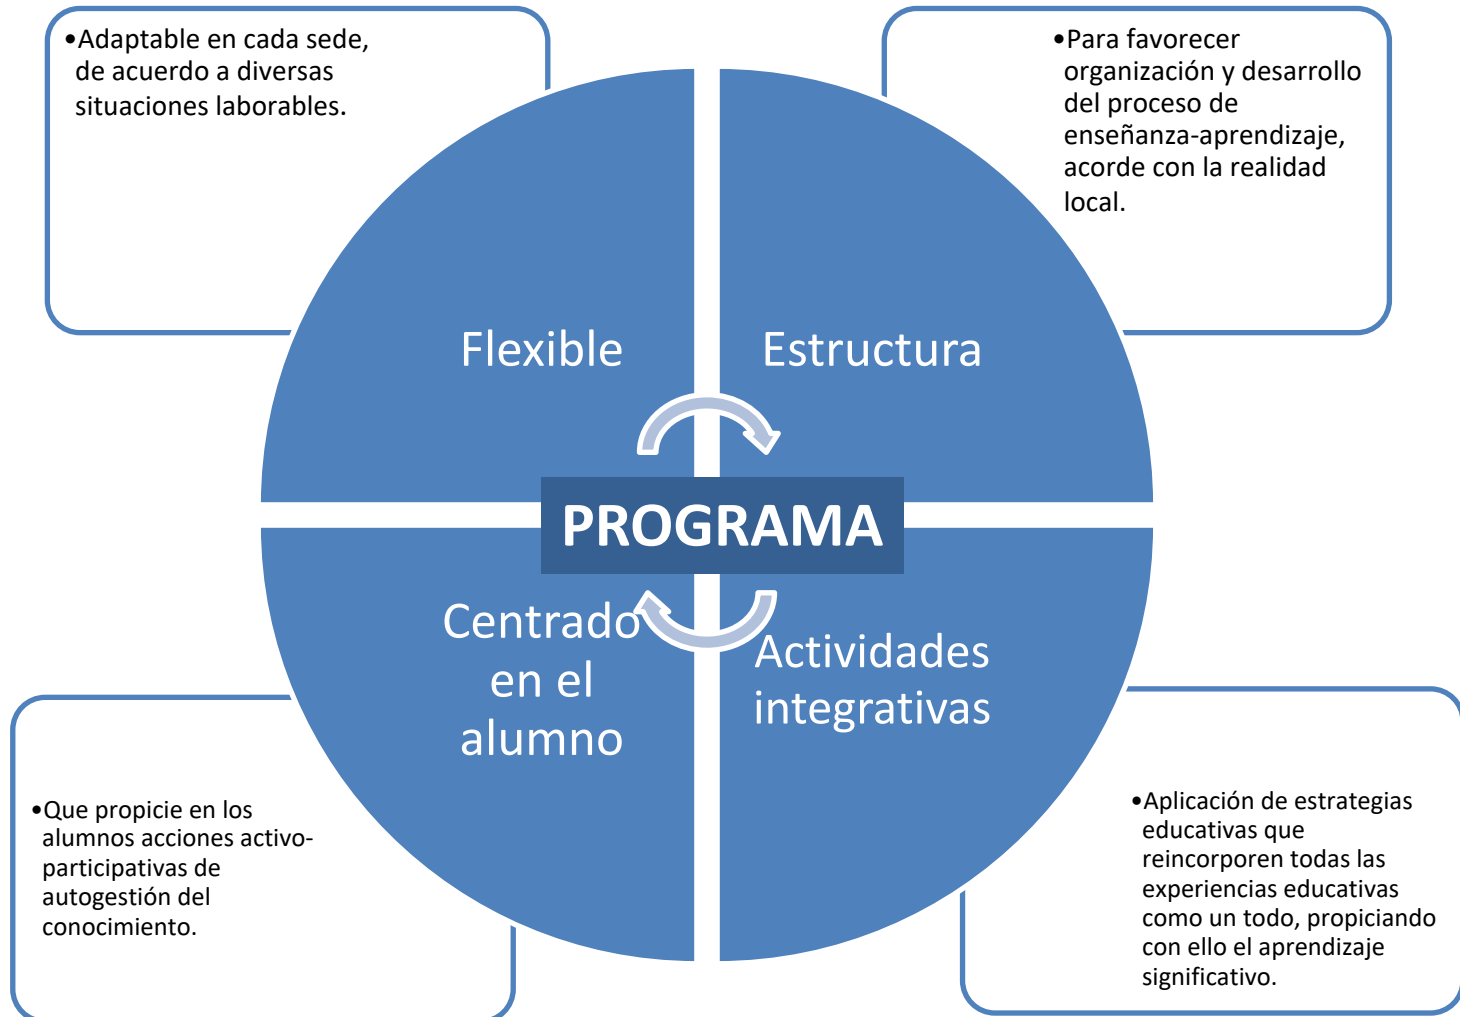 •Adaptable en cada sede,
de acuerdo a diversas
situaciones laborables.
•Para favorecer
organización y desarrollo
del proceso de
enseñanza-aprendizaje,
acorde con la realidad
local.
Flexible
Estructura
PROGRAMA
Centrado
en el
alumno
Actividades
integrativas
•Que propicie en los
alumnos acciones activo-
participativas de
autogestión del
conocimiento.
•Aplicación de estrategias
educativas que
reincorporen todas las
experiencias educativas
como un todo, propiciando
con ello el aprendizaje
significativo.